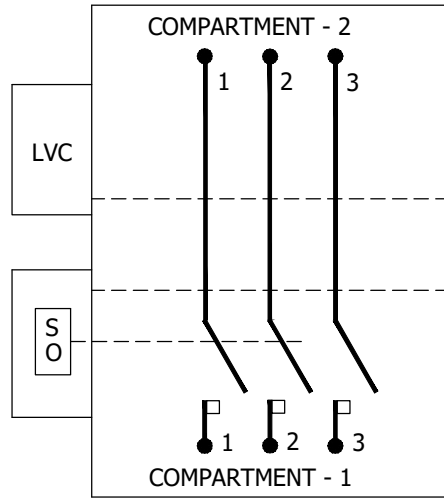 COMPARTMENT - 2
1 2 3
LVC
S
O
1 2 3
COMPARTMENT - 1